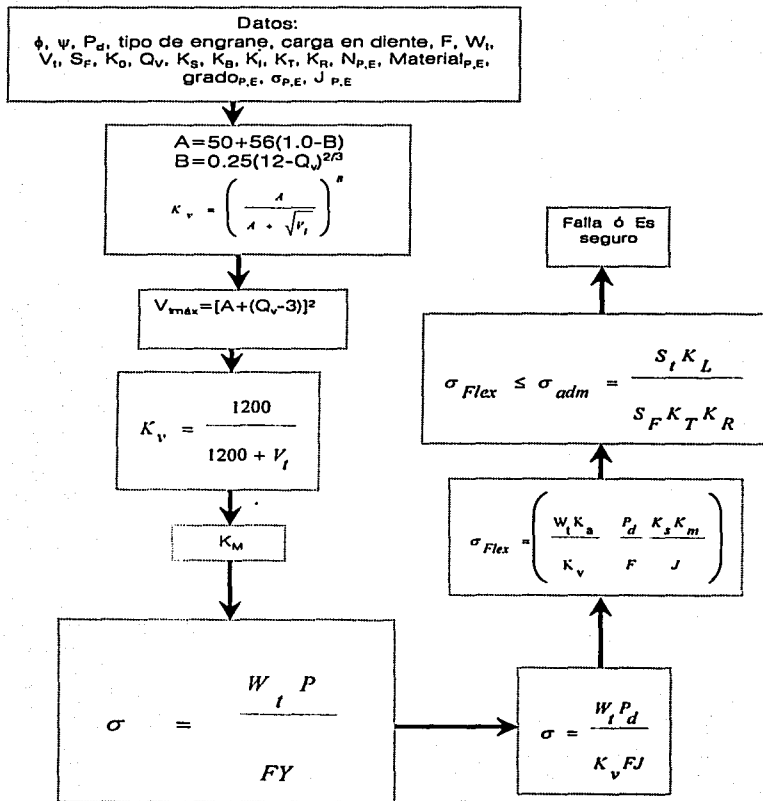 Datos:
ϕ, ψ, P_d, tipo de engrane, carga en diente, F, W_t,
V_t, S_F, K_0, Q_V, K_S, K_B, K_I, K_T, K_R, N_P,E, Material_P,E,
grado_P,E, σ_P,E, J_P,E
A=50+56(1.0-B)
B=0.25(12-Q_v)^2/3
K_v = (A / (A + √V_t))^B
V_tmáx=[A+(Q_v-3)]²
K_v = 1200 / (1200 + V_t)
K_M
σ = W_t P / FY
σ = W_t P_d / K_v FJ
σ_Flex = (W_t K_a / K_v P_d / F K_s K_m / J)
σ_Flex ≤ σ_adm = S_t K_L / S_F K_T K_R
Falla ó Es
seguro